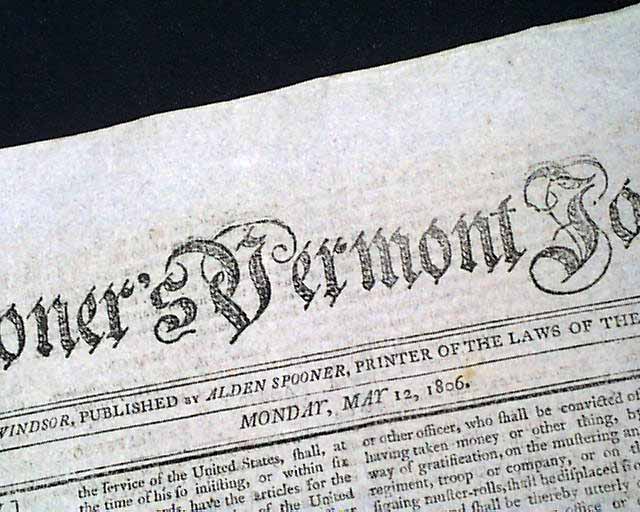 oner's Vermont Jo
WINDSOR, PUBLISHED BY ALDEN SPOONER, PRINTER OF THE LAWS OF THE
MONDAY, MAY 12, 1806.
the ſervice of the United States, ſhall, at
the time of his ſo inliſting, or within ſix
have the articles for the
of the United
or other officer, who ſhall be convicted of
having taken money or other thing, b
way of gratification, on the muſtering an
regiment, troop or company, or on
ſigning muſter-rolls, ſhall be diſplaced f
and ſhall be thereby utterly
office or